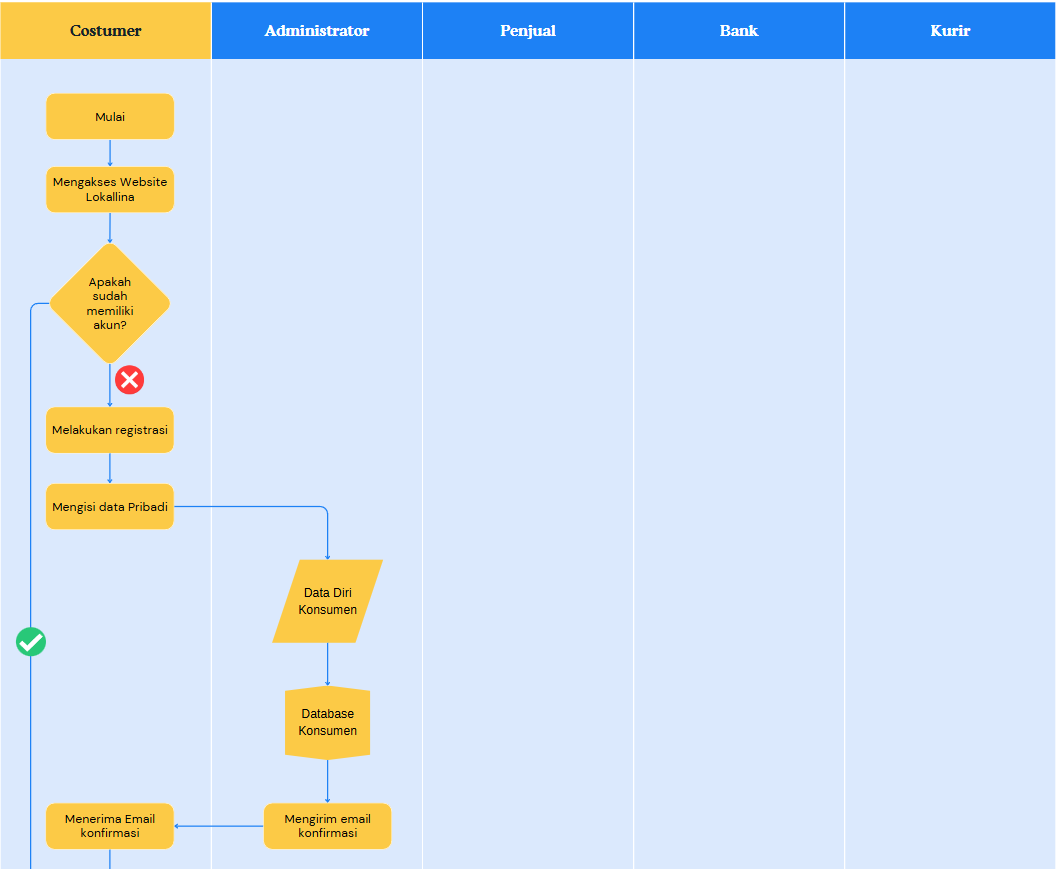 Costumer
Administrator
Penjual
Bank
Kurir
Mulai
Mengakses Website
Lokallina
Apakah
sudah
memiliki
akun?
Melakukan registrasi
Mengisi data Pribadi
Data Diri
Konsumen
Database
Konsumen
Menerima Email
konfirmasi
Mengirim email
konfirmasi